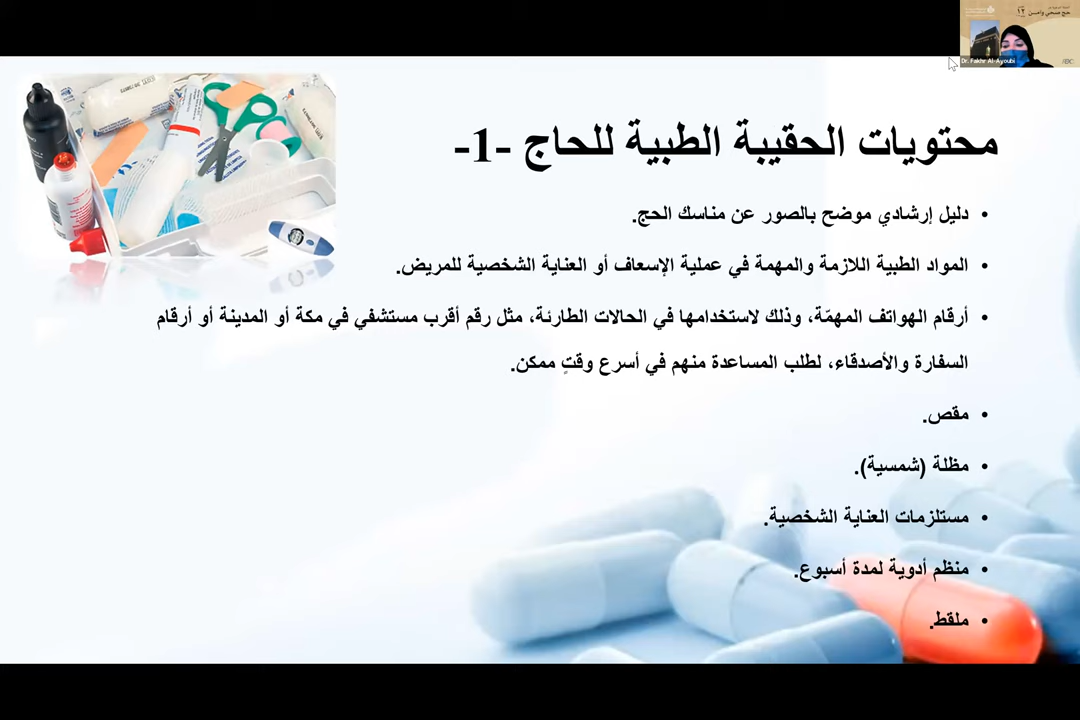 حج صحي وآمن
Dr. Fakhr Al-Ayoubi
محتويات الحقيبة الطبية للحاج -1-
• دليل إرشادي موضح بالصور عن مناسك الحج.
• المواد الطبية اللازمة والمهمة في عملية الإسعاف أو العناية الشخصية للمريض.
• أرقام الهواتف المهمّة، وذلك لاستخدامها في الحالات الطارئة، مثل رقم أقرب مستشفي في مكة أو المدينة أو أرقام
السفارة والأصدقاء، لطلب المساعدة منهم في أسرع وقتٍ ممكن.
• مقص.
• مظلة (شمسية).
• مستلزمات العناية الشخصية.
• منظم أدوية لمدة أسبوع.
• ملقط.